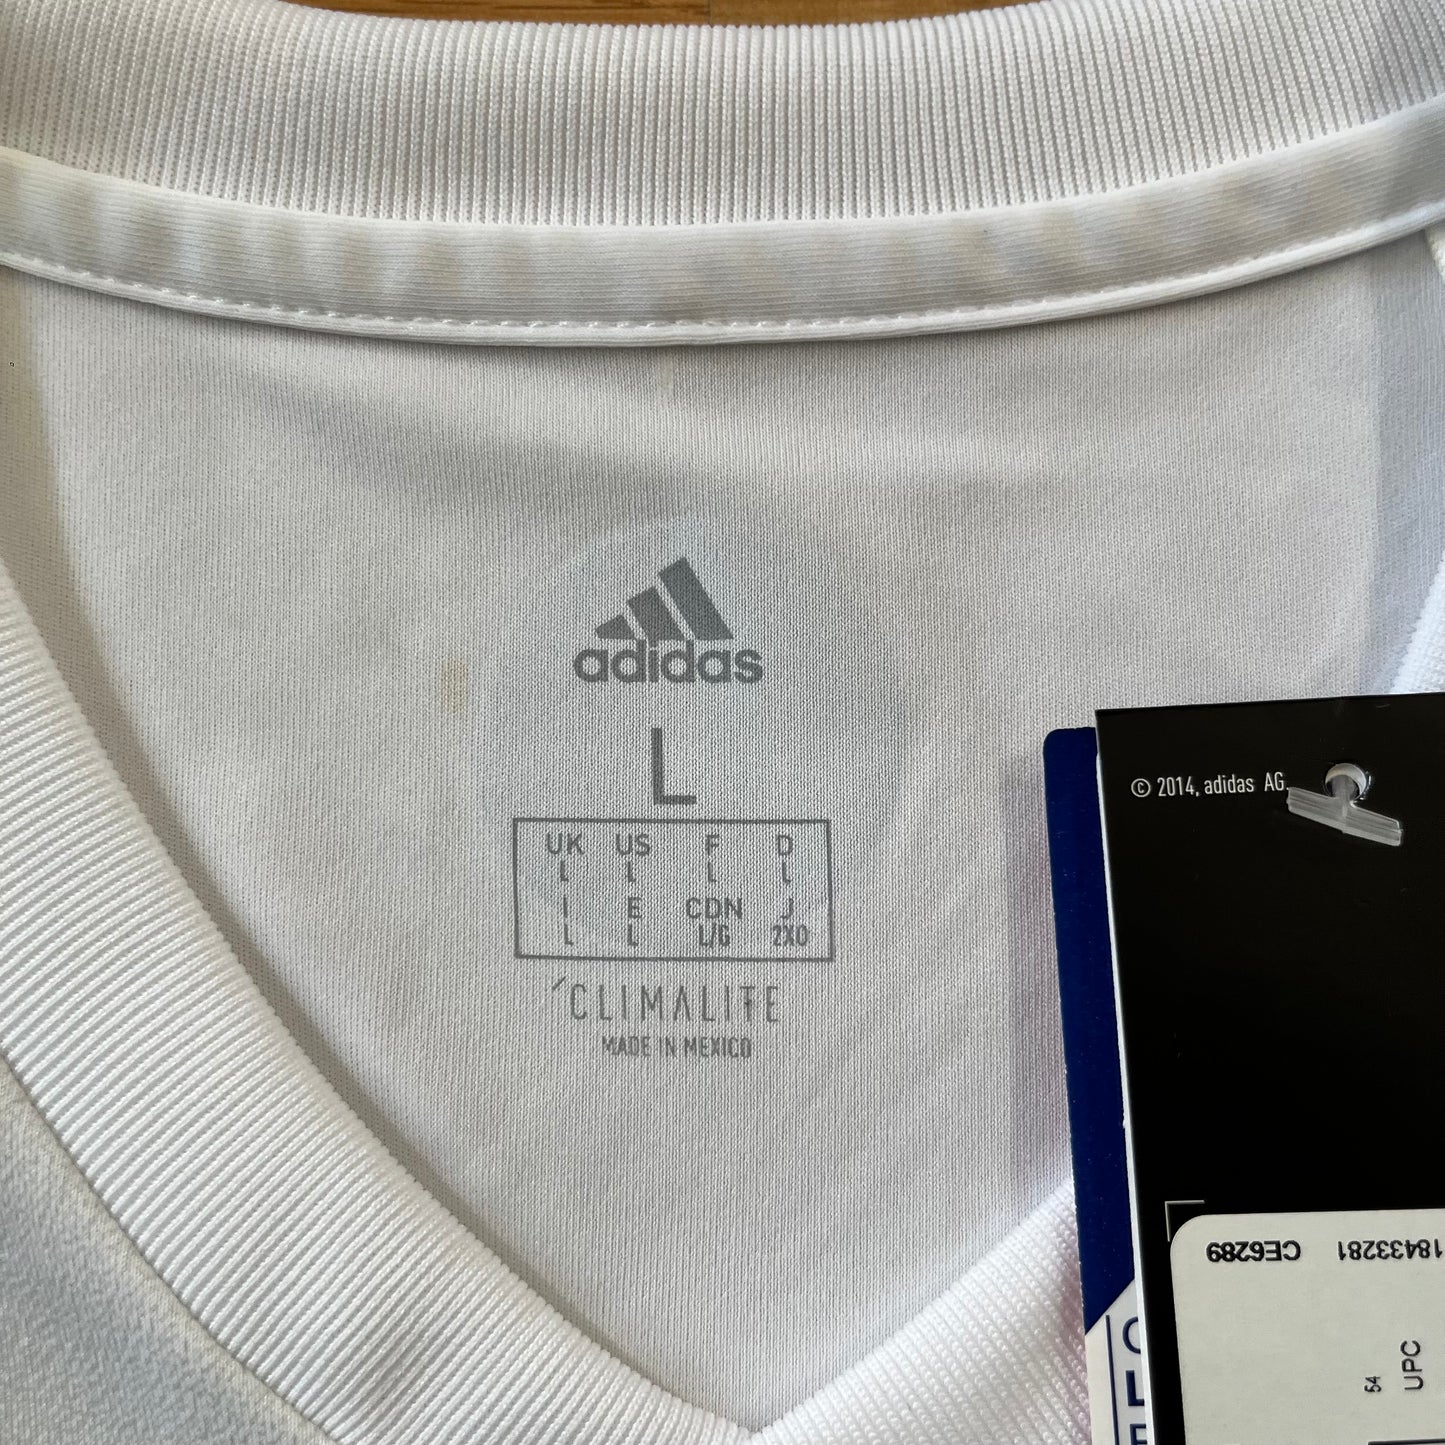 adidas
L
UK US F D
L L L L
I E CDN J
L L L/G 2XO
CLIMALITE
MADE IN MEXICO
© 2014, adidas AG.
CE6289 18433281
54
UPC